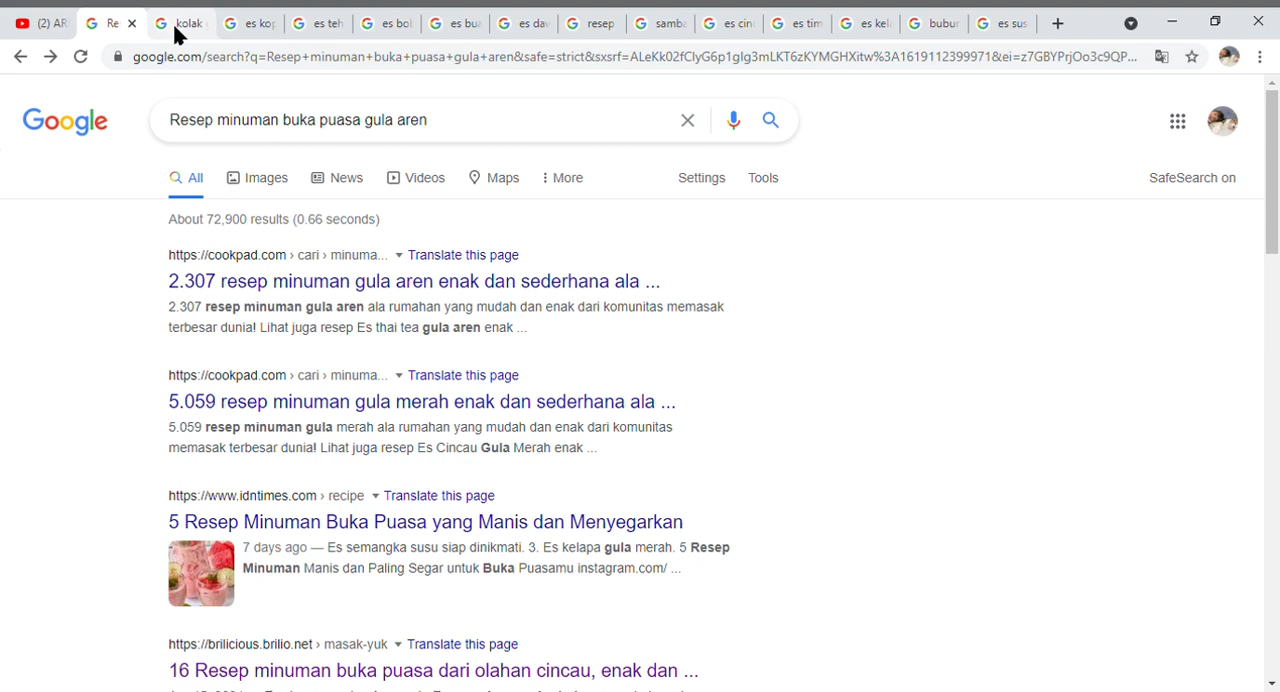 (2) AR
Re
kolak
es kop
es teh
es bol
es bua
es daw
resep
samba
es cin
es tim
es kela
bubur
es sus
google.com/search?q=Resep+minuman+buka+puasa+gula+aren&safe=strict&sxsrf=ALeKk02fClyG6p1glg3mLKT6zKYMGHXitw%3A1619112399971&ei=z7GBYPrjOo3c9QP...
Google
Resep minuman buka puasa gula aren
All
Images
News
Videos
Maps
More
Settings
Tools
SafeSearch on
About 72,900 results (0.66 seconds)
https://cookpad.com › cari › minuma... Translate this page
2.307 resep minuman gula aren enak dan sederhana ala ...
2.307 resep minuman gula aren ala rumahan yang mudah dan enak dari komunitas memasak
terbesar dunia! Lihat juga resep Es thai tea gula aren enak ...
https://cookpad.com › cari › minuma... Translate this page
5.059 resep minuman gula merah enak dan sederhana ala ...
5.059 resep minuman gula merah ala rumahan yang mudah dan enak dari komunitas
memasak terbesar dunia! Lihat juga resep Es Cincau Gula Merah enak ...
https://www.idntimes.com › recipe Translate this page
5 Resep Minuman Buka Puasa yang Manis dan Menyegarkan
7 days ago — Es semangka susu siap dinikmati. 3. Es kelapa gula merah. 5 Resep
Minuman Manis dan Paling Segar untuk Buka Puasamu instagram.com/ ...
https://brilicious.brilio.net › masak-yuk Translate this page
16 Resep minuman buka puasa dari olahan cincau, enak dan ...